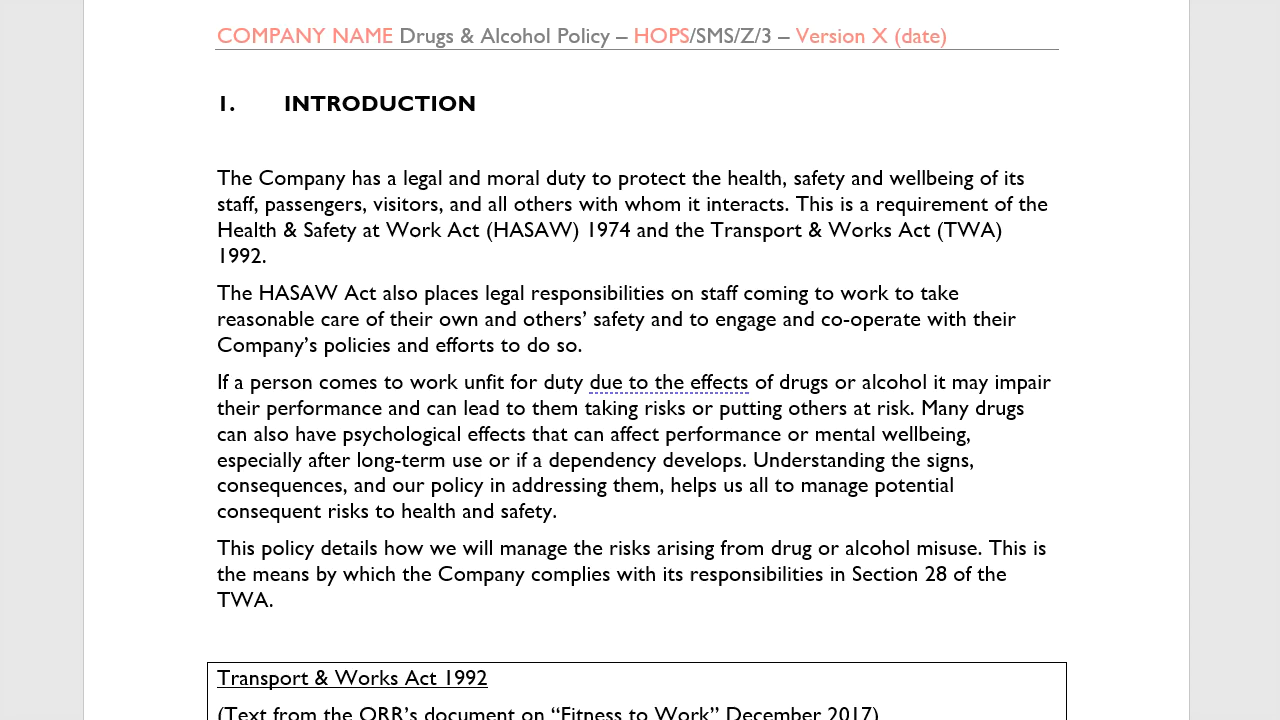 COMPANY NAME Drugs & Alcohol Policy – HOPS/SMS/Z/3 – Version X (date)
1. INTRODUCTION
The Company has a legal and moral duty to protect the health, safety and wellbeing of its
staff, passengers, visitors, and all others with whom it interacts. This is a requirement of the
Health & Safety at Work Act (HASAW) 1974 and the Transport & Works Act (TWA)
1992.
The HASAW Act also places legal responsibilities on staff coming to work to take
reasonable care of their own and others’ safety and to engage and co-operate with their
Company’s policies and efforts to do so.
If a person comes to work unfit for duty due to the effects of drugs or alcohol it may impair
their performance and can lead to them taking risks or putting others at risk. Many drugs
can also have psychological effects that can affect performance or mental wellbeing,
especially after long-term use or if a dependency develops. Understanding the signs,
consequences, and our policy in addressing them, helps us all to manage potential
consequent risks to health and safety.
This policy details how we will manage the risks arising from drug or alcohol misuse. This is
the means by which the Company complies with its responsibilities in Section 28 of the
TWA.
Transport & Works Act 1992
(Text from the ORR’s document on “Fitness to Work” December 2017)